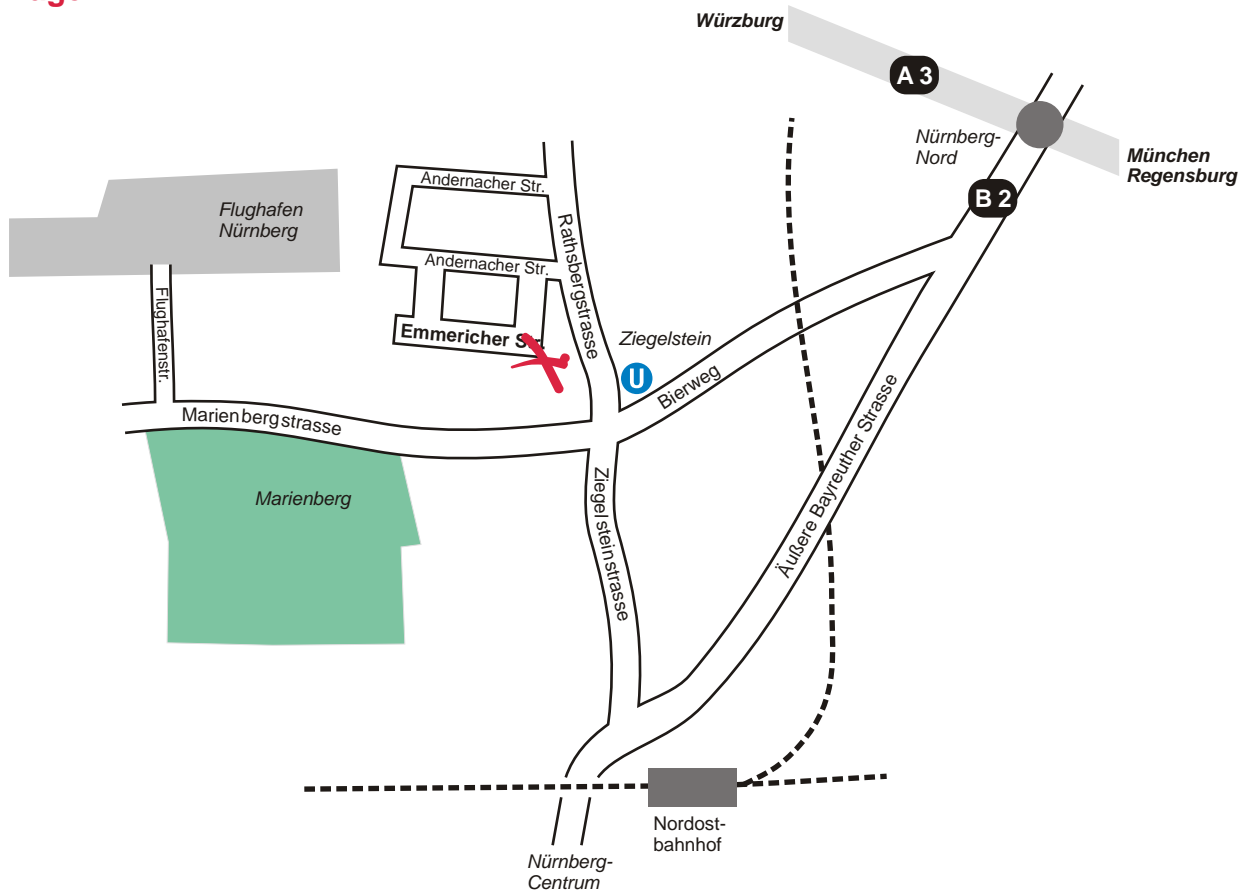 Würzburg
A 3
Nürnberg-
Nord
München
Regensburg
B 2
Andernacher Str.
Flughafen
Nürnberg
Rathsbergstrasse
Andernacher Str.
Flughafenstr.
Emmericher Str.
Ziegelstein
U
Bierweg
Marienbergstrasse
Äußere Bayreuther Strasse
Ziegelsteinstrasse
Marienberg
Nordost-
bahnhof
Nürnberg-
Centrum